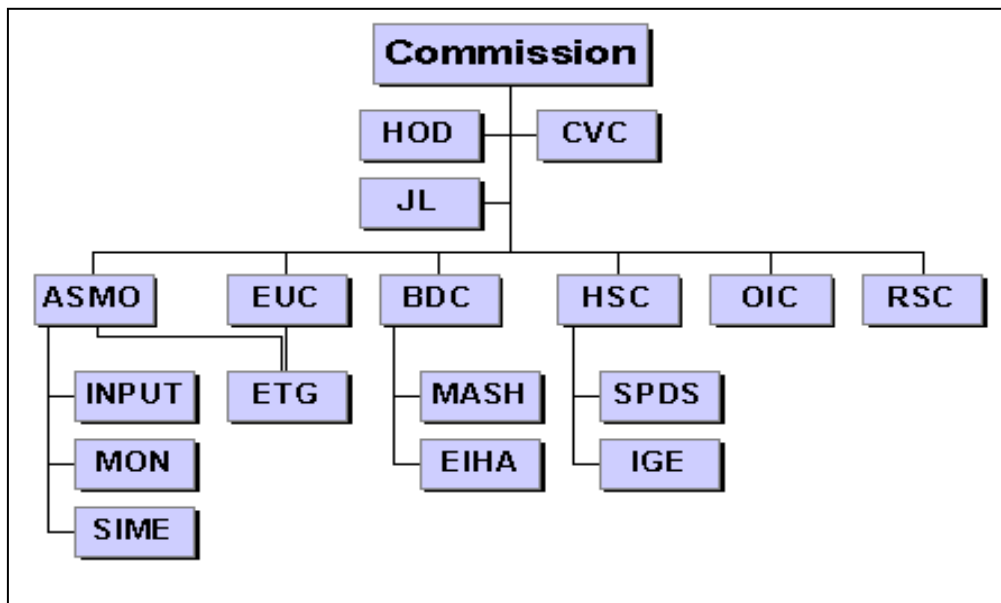 Commission
HOD CVC
JL
ASMO EUC BDC HSC OIC RSC
INPUT ETG MASH SPDS
MON EIHA IGE
SIME